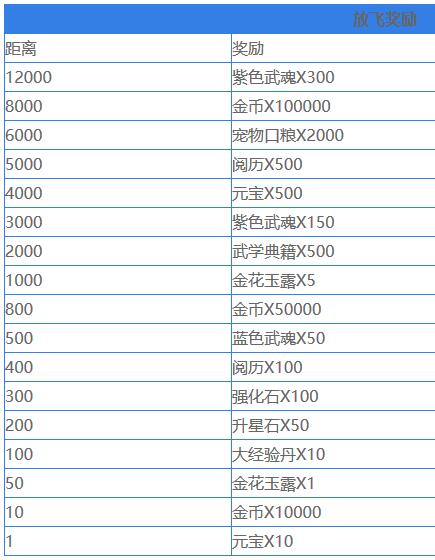 放飞奖励
距离 奖励
12000 紫色武魂X300
8000 金币X100000
6000 宠物口粮X2000
5000 阅历X500
4000 元宝X500
3000 紫色武魂X150
2000 武学典籍X500
1000 金花玉露X5
800 金币X50000
500 蓝色武魂X50
400 阅历X100
300 强化石X100
200 升星石X50
100 大经验丹X10
50 金花玉露X1
10 金币X10000
1 元宝X10